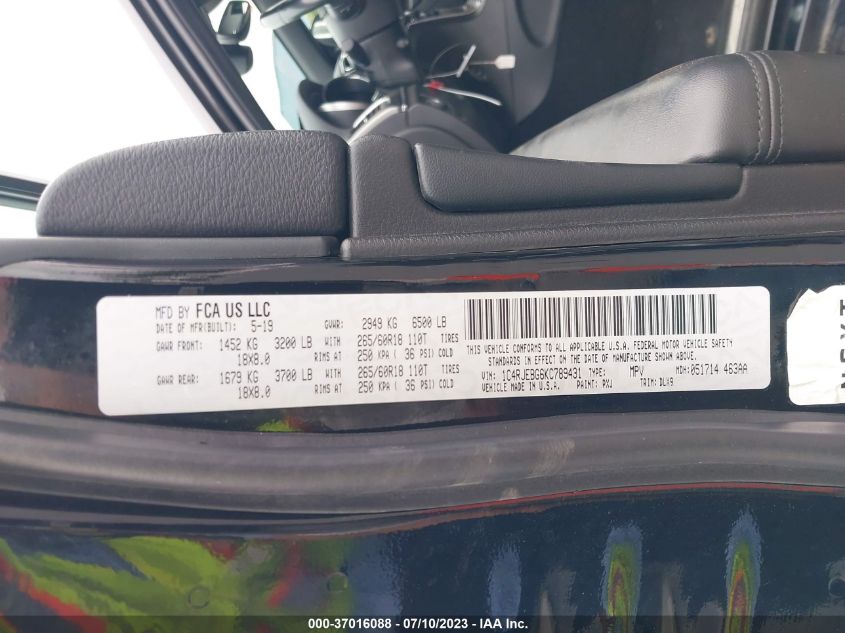 MFD BY FCA US LLC
DATE OF MFR(BUILT): 5-19 GVWR: 2949 KG 6500 LB
GAWR FRONT: 1452 KG 3200 LB WITH 265/60R18 110T TIRES
18X8.0 RIMS AT 250 KPA ( 36 PSI) COLD
GAWR REAR: 1679 KG 3700 LB WITH 265/60R18 110T TIRES
18X8.0 RIMS AT 250 KPA ( 36 PSI) COLD
THIS VEHICLE CONFORMS TO ALL APPLICABLE U.S.A. FEDERAL MOTOR VEHICLE SAFETY
STANDARDS IN EFFECT ON THE DATE OF MANUFACTURE SHOWN ABOVE.
VIN: 1C4RJEBG6KC789431 TYPE: MPV MDH:051714 463AA
VEHICLE MADE IN U.S.A. PAINT: PXJ TRIM: DLX9
000-37016088 - 07/10/2023 - IAA Inc.